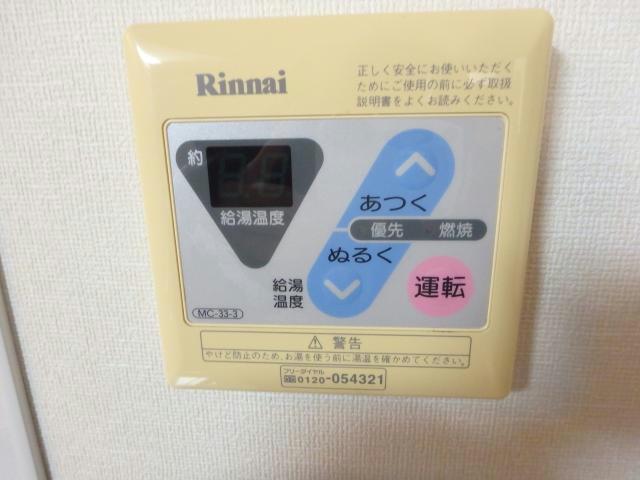 Rinnai
正しく安全にお使いいただく
ためにご使用の前に必ず取扱
説明書をよくお読みください。
約
給湯温度
あつく
優先 燃焼
ぬるく
給湯
温度
運転
MC-33-3
⚠ 警告
やけど防止のため、お湯を使う前に湯温を確かめてください。
フリーダイヤル
0120-054321